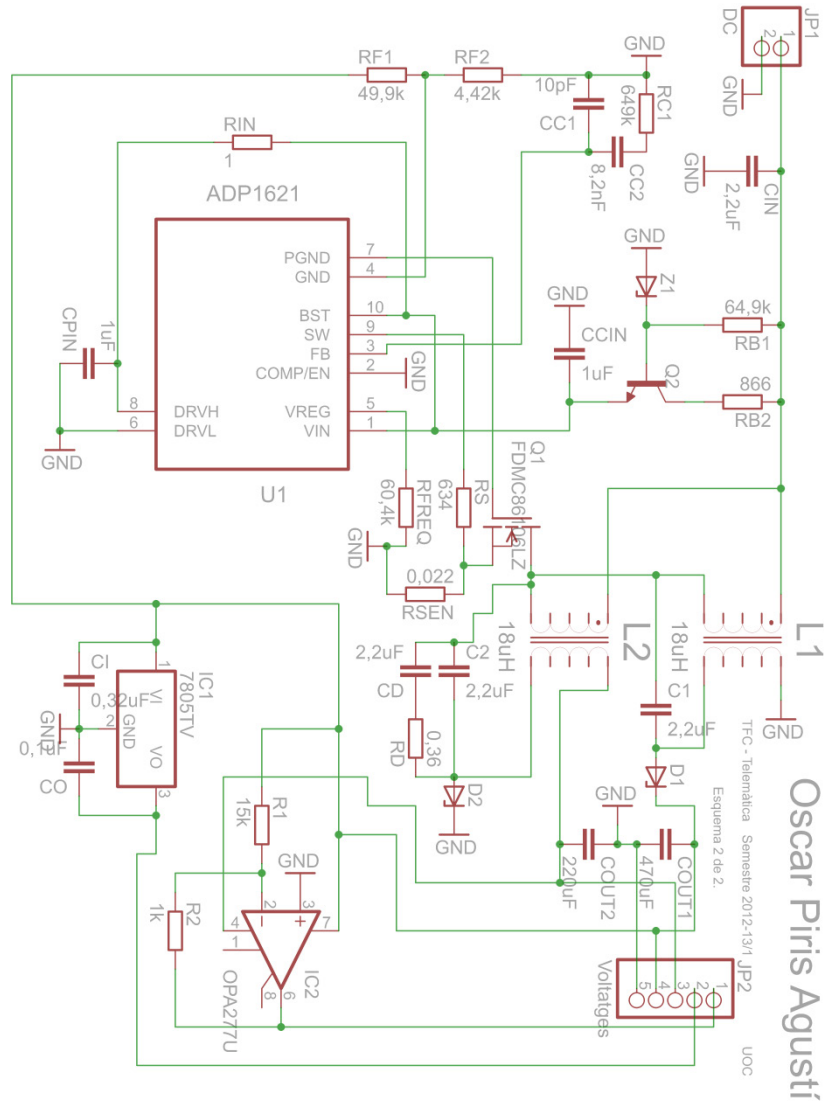 JP1
DC
1
2
GND
RF1
49,9k
RF2
4,42k
GND
10pF
CC1
649k
RC1
8,2nF
CC2
GND
CIN
2,2uF
RIN
1
ADP1621
PGND 7
GND 4
BST 10
SW 9
FB 3
COMP/EN 2
VREG 5
VIN 1
8 DRVH
6 DRVL
U1
CPIN
1uF
GND
GND
GND
CCIN
1uF
GND
Z1
64,9k
RB1
Q2
866
RB2
Q1
FDMC86106LZ
RS
634
RFREQ
60,4k
GND
0,022
RSEN
L1
18uH
L2
18uH
GND
C1
2,2uF
C2
2,2uF
2,2uF
CD
RD
0,36
D1
D2
GND
IC1
7805TV
1
VI
2
GND
VO
3
CI
0,32uF
GND
0,1uF
CO
R1
15k
R2
1k
GND
2
3
4
1
7
8
6
IC2
OPA277U
GND
220uF
COUT2
470uF
COUT1
JP2
1
2
3
4
5
Voltatges
Oscar Piris Agustí
TFC - Telemàtica Semestre 2012-13/1
UOC
Esquema 2 de 2.